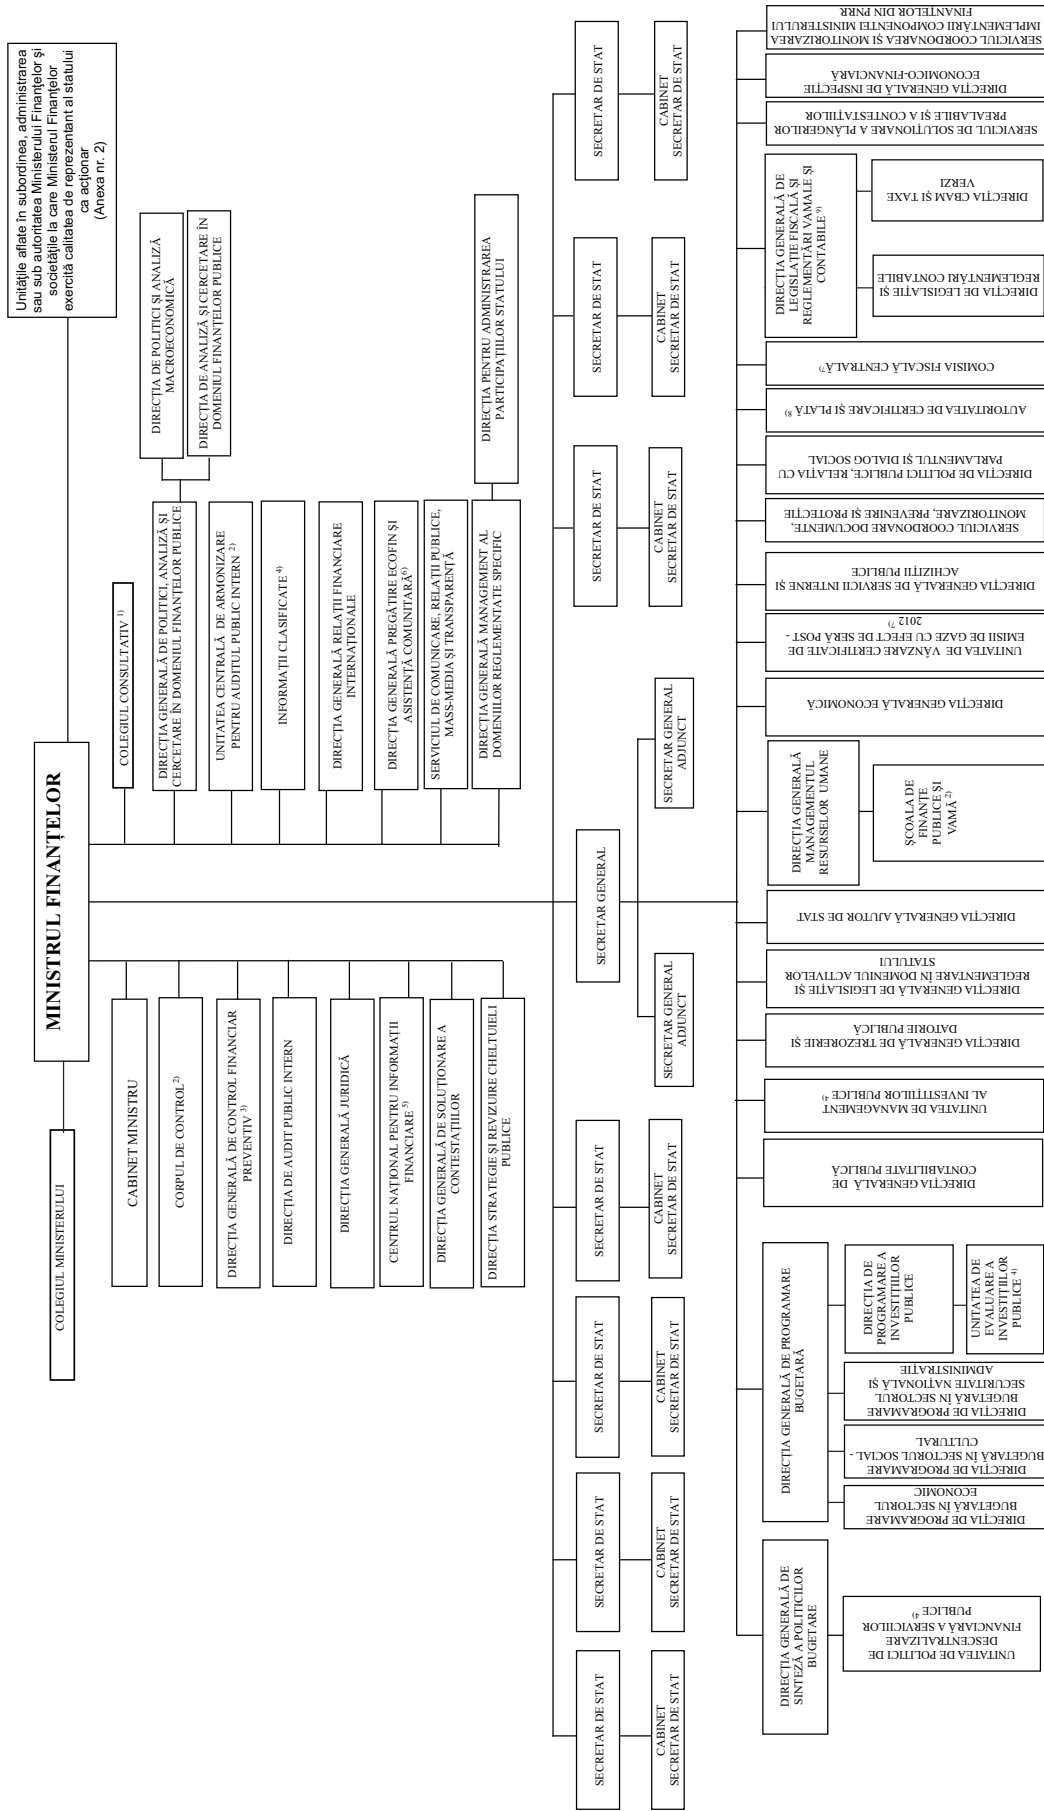 MINISTRUL FINANȚELOR
COLEGIUL MINISTERULUI
Unitățile aflate în subordinea, administrarea
sau sub autoritatea Ministerului Finanțelor și
societățile la care Ministerul Finanțelor
exercită calitatea de reprezentant al statului
ca acționar
(Anexa nr. 2)
CABINET MINISTRU
CORPUL DE CONTROL 2)
DIRECȚIA GENERALĂ DE CONTROL FINANCIAR
PREVENTIV 3)
DIRECȚIA DE AUDIT PUBLIC INTERN
DIRECȚIA GENERALĂ JURIDICĂ
CENTRUL NAȚIONAL PENTRU INFORMAȚII
FINANCIARE 5)
DIRECȚIA GENERALĂ DE SOLUȚIONARE A
CONTESTAȚIILOR
DIRECȚIA STRATEGIE ȘI REVIZUIRE CHELTUIELI
PUBLICE
COLEGIUL CONSULTATIV 1)
DIRECȚIA GENERALĂ DE POLITICI, ANALIZĂ ȘI
CERCETARE ÎN DOMENIUL FINANȚELOR PUBLICE
DIRECȚIA DE POLITICI ȘI ANALIZĂ
MACROECONOMICĂ
DIRECȚIA DE ANALIZĂ ȘI CERCETARE ÎN
DOMENIUL FINANȚELOR PUBLICE
UNITATEA CENTRALĂ DE ARMONIZARE
PENTRU AUDITUL PUBLIC INTERN 2)
INFORMAȚII CLASIFICATE 4)
DIRECȚIA GENERALĂ RELAȚII FINANCIARE
INTERNAȚIONALE
DIRECȚIA GENERALĂ PREGĂTIRE ECOFIN ȘI
ASISTENȚĂ COMUNITARĂ 6)
SERVICIUL DE COMUNICARE, RELAȚII PUBLICE,
MASS-MEDIA ȘI TRANSPARENȚĂ
DIRECȚIA GENERALĂ MANAGEMENT AL
DOMENIILOR REGLEMENTATE SPECIFIC
DIRECȚIA PENTRU ADMINISTRAREA
PARTICIPAȚIILOR STATULUI
SECRETAR DE STAT
SECRETAR DE STAT
SECRETAR DE STAT
SECRETAR DE STAT
SECRETAR GENERAL
SECRETAR DE STAT
SECRETAR DE STAT
SECRETAR DE STAT
CABINET
SECRETAR DE STAT
CABINET
SECRETAR DE STAT
CABINET
SECRETAR DE STAT
CABINET
SECRETAR DE STAT
SECRETAR GENERAL
ADJUNCT
SECRETAR GENERAL
ADJUNCT
CABINET
SECRETAR DE STAT
CABINET
SECRETAR DE STAT
CABINET
SECRETAR DE STAT
DIRECȚIA GENERALĂ DE
SINTEZĂ A POLITICILOR
BUGETARE
UNITATEA DE POLITICI DE
DESCENTRALIZARE
FINANCIARĂ A SERVICIILOR
PUBLICE 4)
DIRECȚIA GENERALĂ DE PROGRAMARE
BUGETARĂ
DIRECȚIA DE PROGRAMARE
BUGETARĂ ÎN SECTORUL
ECONOMIC
DIRECȚIA DE PROGRAMARE
BUGETARĂ ÎN SECTORUL SOCIAL -
CULTURAL
DIRECȚIA DE PROGRAMARE
BUGETARĂ ÎN SECTORUL
SECURITATE NAȚIONALĂ ȘI
ADMINISTRAȚIE
DIRECȚIA DE
PROGRAMARE A
INVESTIȚIILOR
PUBLICE
UNITATEA DE
EVALUARE A
INVESTIȚIILOR
PUBLICE 4)
DIRECȚIA GENERALĂ DE
CONTABILITATE PUBLICĂ
UNITATEA DE MANAGEMENT
AL INVESTIȚIILOR PUBLICE 4)
DIRECȚIA GENERALĂ DE TREZORERIE ȘI
DATORIE PUBLICĂ
DIRECȚIA GENERALĂ DE LEGISLAȚIE ȘI
REGLEMENTARE ÎN DOMENIUL ACTIVELOR
STATULUI
DIRECȚIA GENERALĂ AJUTOR DE STAT
DIRECȚIA GENERALĂ
MANAGEMENTUL
RESURSELOR UMANE
ȘCOALA DE
FINANȚE
PUBLICE ȘI
VAMĂ 2)
DIRECȚIA GENERALĂ ECONOMICĂ
UNITATEA DE VÂNZARE CERTIFICATE DE
EMISII DE GAZE CU EFECT DE SERĂ POST -
2012 7)
DIRECȚIA GENERALĂ DE SERVICII INTERNE ȘI
ACHIZIȚII PUBLICE
SERVICIUL COORDONARE DOCUMENTE,
MONITORIZARE, PREVENIRE ȘI PROTECȚIE
DIRECȚIA DE POLITICI PUBLICE, RELAȚIA CU
PARLAMENTUL ȘI DIALOG SOCIAL
AUTORITATEA DE CERTIFICARE ȘI PLATĂ 8)
COMISIA FISCALĂ CENTRALĂ 7)
DIRECȚIA GENERALĂ DE
LEGISLAȚIE FISCALĂ ȘI
REGLEMENTĂRI VAMALE ȘI
CONTABILE 9)
DIRECȚIA DE LEGISLAȚIE ȘI
REGLEMENTĂRI CONTABILE
DIRECȚIA CBAM ȘI TAXE
VERZI
SERVICIUL DE SOLUȚIONARE A PLÂNGERILOR
PREALABILE ȘI A CONTESTAȚIILOR
DIRECȚIA GENERALĂ DE INSPECȚIE
ECONOMICO-FINANCIARĂ
SERVICIUL COORDONAREA ȘI MONITORIZAREA
IMPLEMENTĂRII COMPONENTEI MINISTERULUI
FINANȚELOR DIN PNRR